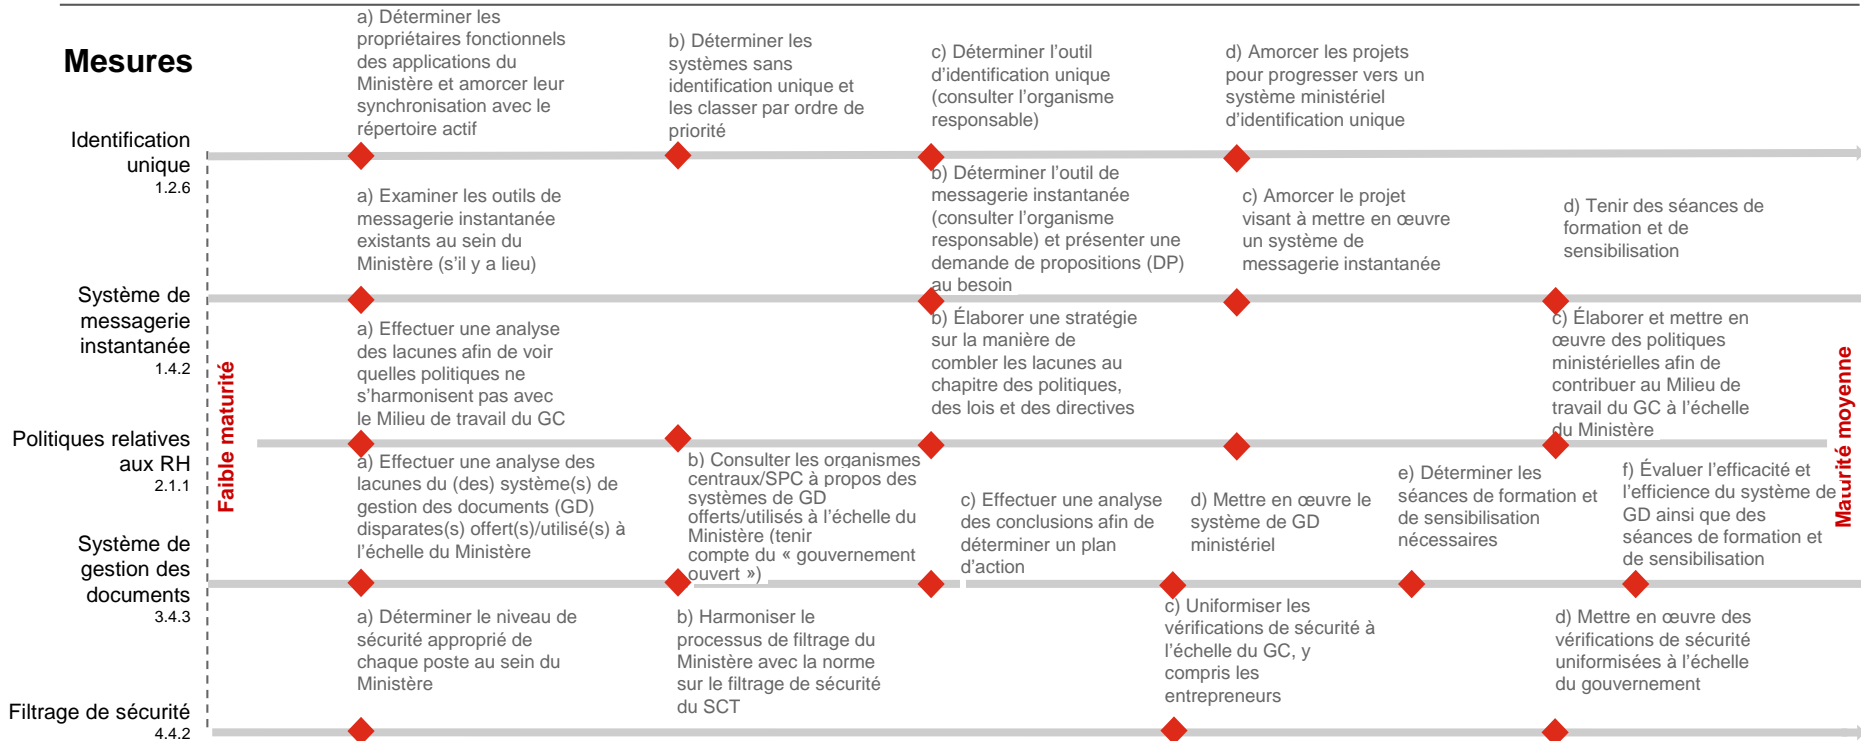 Mesures
a) Déterminer les
propriétaires fonctionnels
des applications du
Ministère et amorcer leur
synchronisation avec le
répertoire actif
b) Déterminer les
systèmes sans
identification unique et
les classer par ordre de
priorité
c) Déterminer l’outil
d’identification unique
(consulter l’organisme
responsable)
d) Amorcer les projets
pour progresser vers un
système ministériel
d’identification unique
Identification
unique
1.2.6
a) Examiner les outils de
messagerie instantanée
existants au sein du
Ministère (s’il y a lieu)
b) Déterminer l’outil de
messagerie instantanée
(consulter l’organisme
responsable) et présenter une
demande de propositions (DP)
au besoin
c) Amorcer le projet
visant à mettre en œuvre
un système de
messagerie instantanée
d) Tenir des séances de
formation et de
sensibilisation
Système de
messagerie
instantanée
1.4.2
a) Effectuer une analyse
des lacunes afin de voir
quelles politiques ne
s’harmonisent pas avec
le Milieu de travail du GC
b) Élaborer une stratégie
sur la manière de
combler les lacunes au
chapitre des politiques,
des lois et des directives
c) Élaborer et mettre en
œuvre des politiques
ministérielles afin de
contribuer au Milieu de
travail du GC à l’échelle
du Ministère
Faible maturité
Maturité moyenne
Politiques relatives
aux RH
2.1.1
a) Effectuer une analyse des
lacunes du (des) système(s) de
gestion des documents (GD)
disparates(s) offert(s)/utilisé(s) à
l’échelle du Ministère
b) Consulter les organismes
centraux/SPC à propos des
systèmes de GD
offerts/utilisés à l’échelle du
Ministère (tenir
compte du « gouvernement
ouvert »)
c) Effectuer une analyse
des conclusions afin de
déterminer un plan
d’action
d) Mettre en œuvre le
système de GD
ministériel
e) Déterminer les
séances de formation et
de sensibilisation
nécessaires
f) Évaluer l’efficacité et
l’efficience du système de
GD ainsi que des
séances de formation et
de sensibilisation
Système de
gestion des
documents
3.4.3
a) Déterminer le niveau de
sécurité approprié de
chaque poste au sein du
Ministère
b) Harmoniser le
processus de filtrage du
Ministère avec la norme
sur le filtrage de sécurité
du SCT
c) Uniformiser les
vérifications de sécurité à
l’échelle du GC, y
compris les
entrepreneurs
d) Mettre en œuvre des
vérifications de sécurité
uniformisées à l’échelle
du gouvernement
Filtrage de sécurité
4.4.2